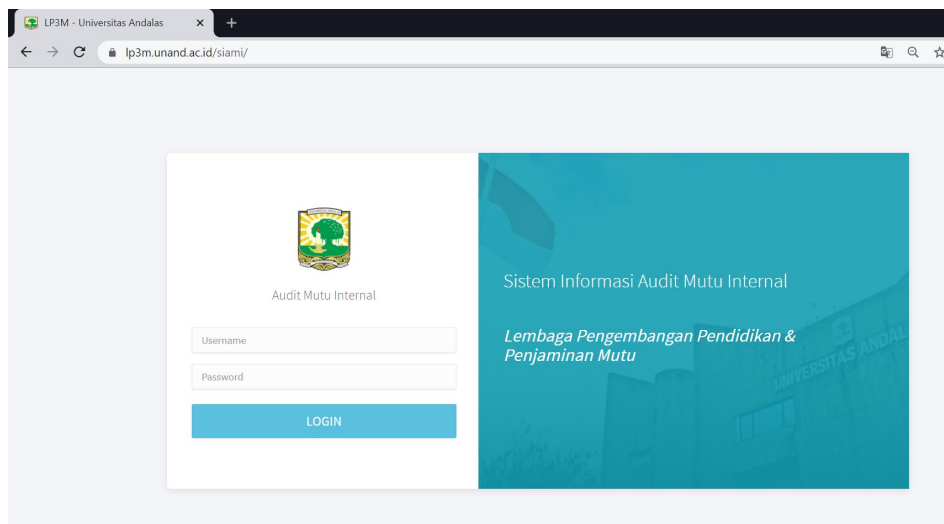 LP3M - Universitas Andalas
lp3m.unand.ac.id/siami/
Audit Mutu Internal
Username
Password
LOGIN
Sistem Informasi Audit Mutu Internal
Lembaga Pengembangan Pendidikan &
Penjaminan Mutu
UNIVERSITAS ANDAL